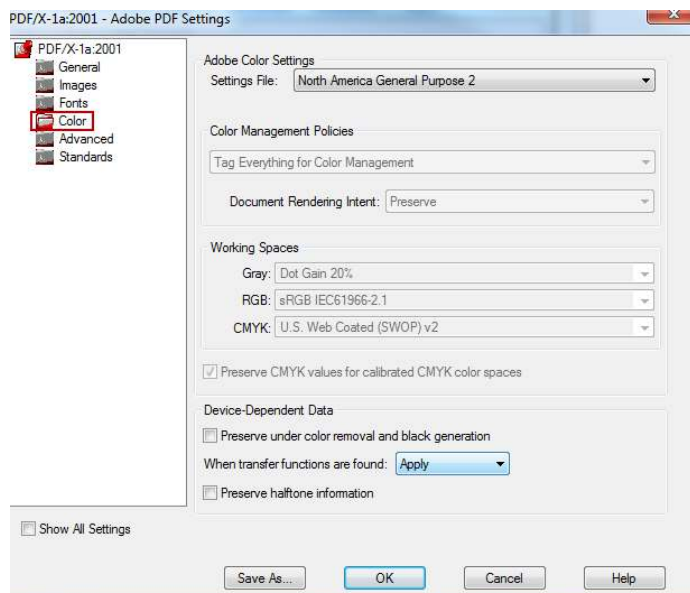 PDF/X-1a:2001 - Adobe PDF Settings
PDF/X-1a:2001
General
Images
Fonts
Color
Advanced
Standards
Show All Settings
Adobe Color Settings
Settings File: North America General Purpose 2
Color Management Policies
Tag Everything for Color Management
Document Rendering Intent: Preserve
Working Spaces
Gray: Dot Gain 20%
RGB: sRGB IEC61966-2.1
CMYK: U.S. Web Coated (SWOP) v2
Preserve CMYK values for calibrated CMYK color spaces
Device-Dependent Data
Preserve under color removal and black generation
When transfer functions are found: Apply
Preserve halftone information
Save As... OK Cancel Help